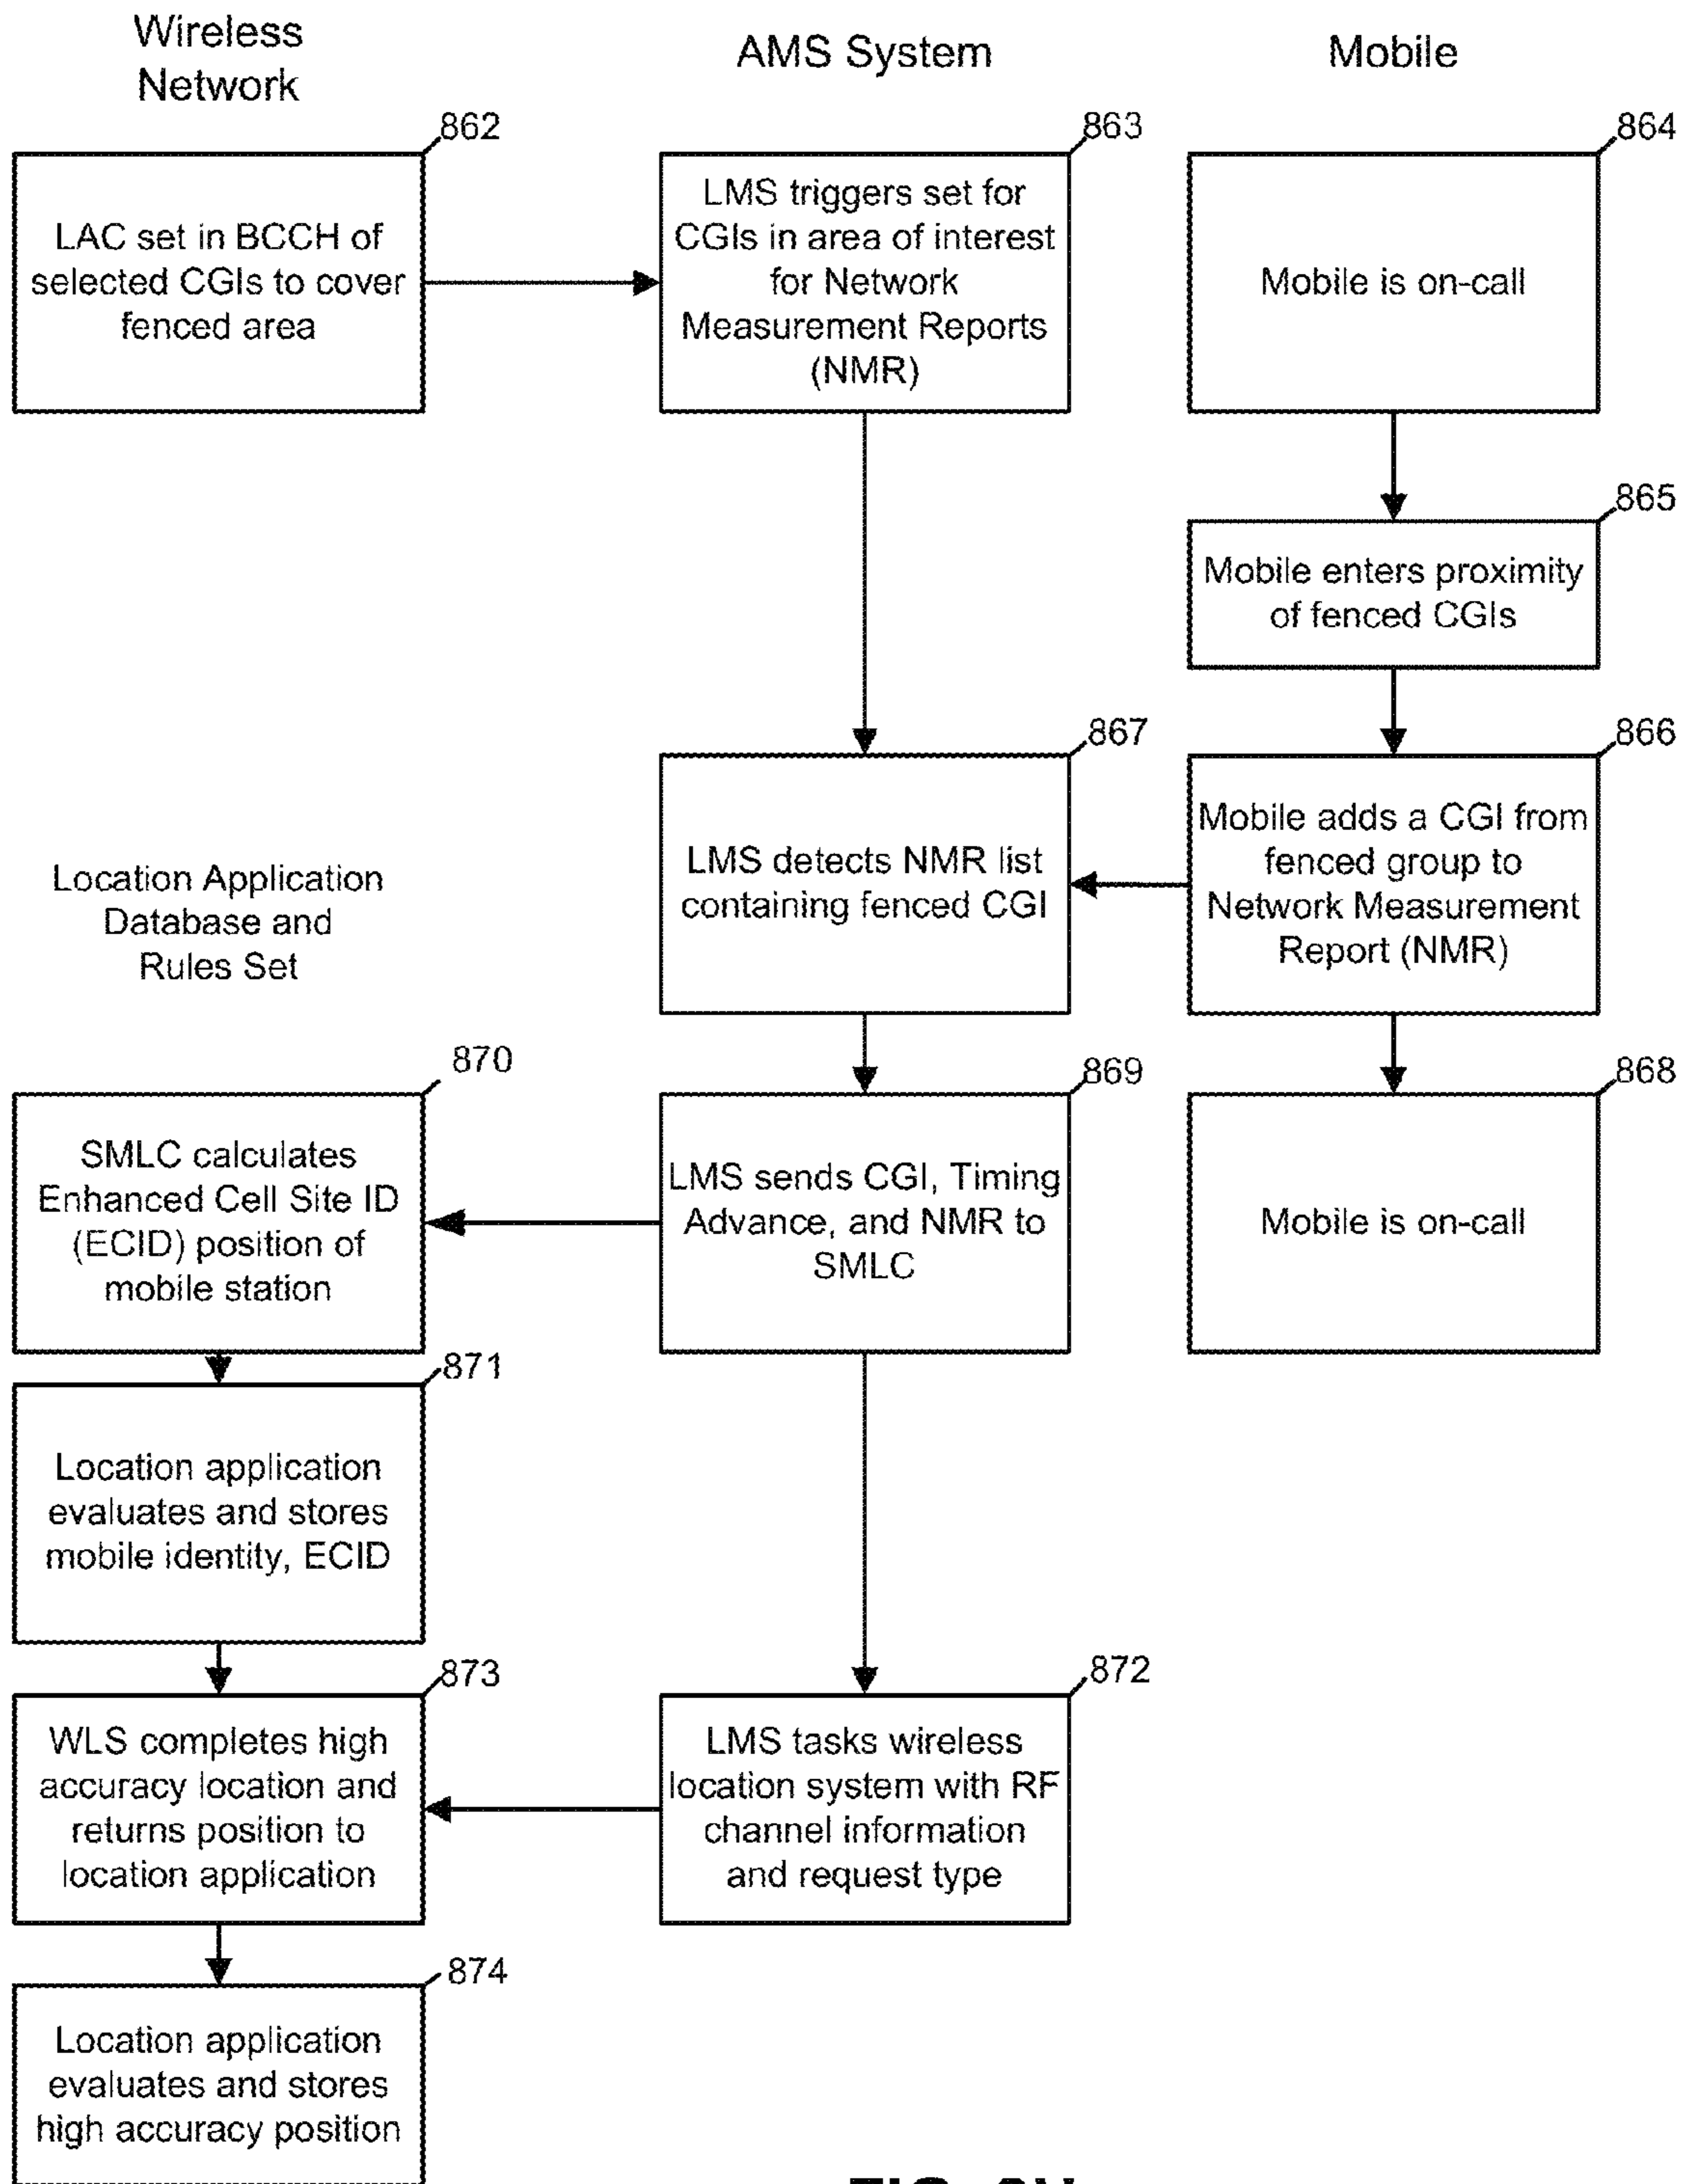 Wireless
Network
AMS System
Mobile
862
863
864
LAC set in BCCH of
selected CGIs to cover
fenced area
LMS triggers set for
CGIs in area of interest
for Network
Measurement Reports
(NMR)
Mobile is on-call
865
Mobile enters proximity
of fenced CGIs
867
866
LMS detects NMR list
containing fenced CGI
Mobile adds a CGI from
fenced group to
Network Measurement
Report (NMR)
Location Application
Database and
Rules Set
870
869
868
SMLC calculates
Enhanced Cell Site ID
(ECID) position of
mobile station
LMS sends CGI, Timing
Advance, and NMR to
SMLC
Mobile is on-call
871
Location application
evaluates and stores
mobile identity, ECID
873
872
WLS completes high
accuracy location and
returns position to
location application
LMS tasks wireless
location system with RF
channel information
and request type
874
Location application
evaluates and stores
high accuracy position